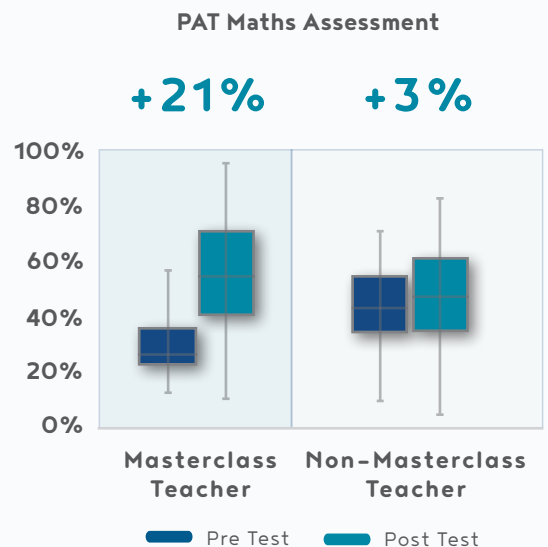 PAT Maths Assessment
+21% +3%
100%
80%
60%
40%
20%
0%
Masterclass Non-Masterclass
Teacher Teacher
Pre Test Post Test